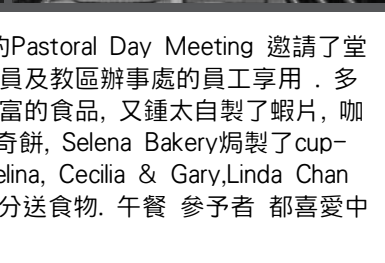 的Pastoral Day Meeting 邀請了堂
員及教區辦事處的員工享用 . 多
富的食品, 又鍾太自製了蝦片, 咖
奇餅, Selena Bakery焗製了cup-
elina, Cecilia & Gary,Linda Chan
分送食物. 午餐 參予者 都喜愛中